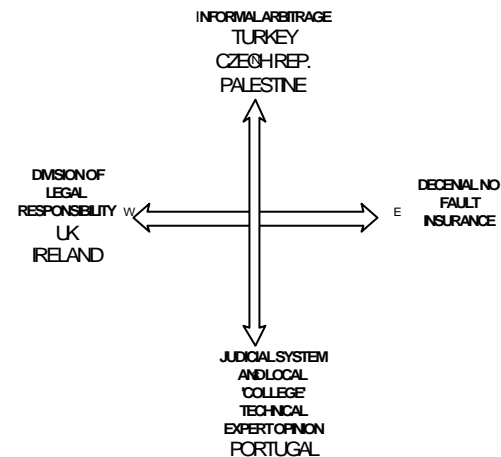 INFORMAL ARBITRAGE
TURKEY
CZECH REP.
N
PALESTINE
DIVISION OF
LEGAL
RESPONSIBILITY
W
UK
IRELAND
E
DECENIAL NO
FAULT
INSURANCE
JUDICIAL SYSTEM
AND LOCAL
'COLLEGE'
TECHNICAL
EXPERT OPINION
PORTUGAL